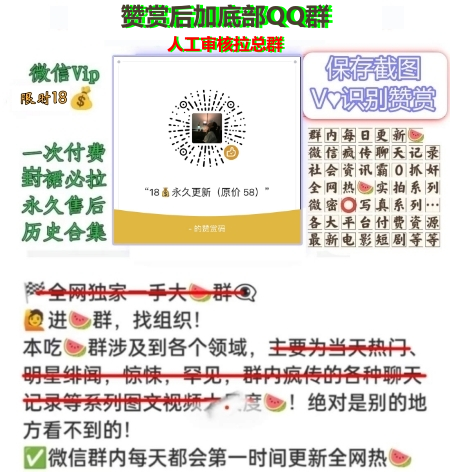 赞赏后加底部QQ群
人工审核拉总群
微信Vip
限时18💰
一次付费
封裙必拉
永久售后
历史合集
“18💰永久更新（原价 58）”
的赞赏码
保存截图
V♥识别赞赏
群内每日更新🍉
微信疯传聊天记录
社会资讯霸0抓奸
全网热🍉实拍系列
微密⭕写真系列…
各大平台付费资源
最新电影短剧等等
🏁全网独家一手大🍉群👁️‍🗨️
🙋进🍉群，找组织！
本吃🍉群涉及到各个领域，主要为当天热门、
明星绯闻，惊悚，罕见，群内疯传的各种聊天
记录等系列图文视频大🍉！绝对是别的地
方看不到的！
✅微信群内每天都会第一时间更新全网热🍉